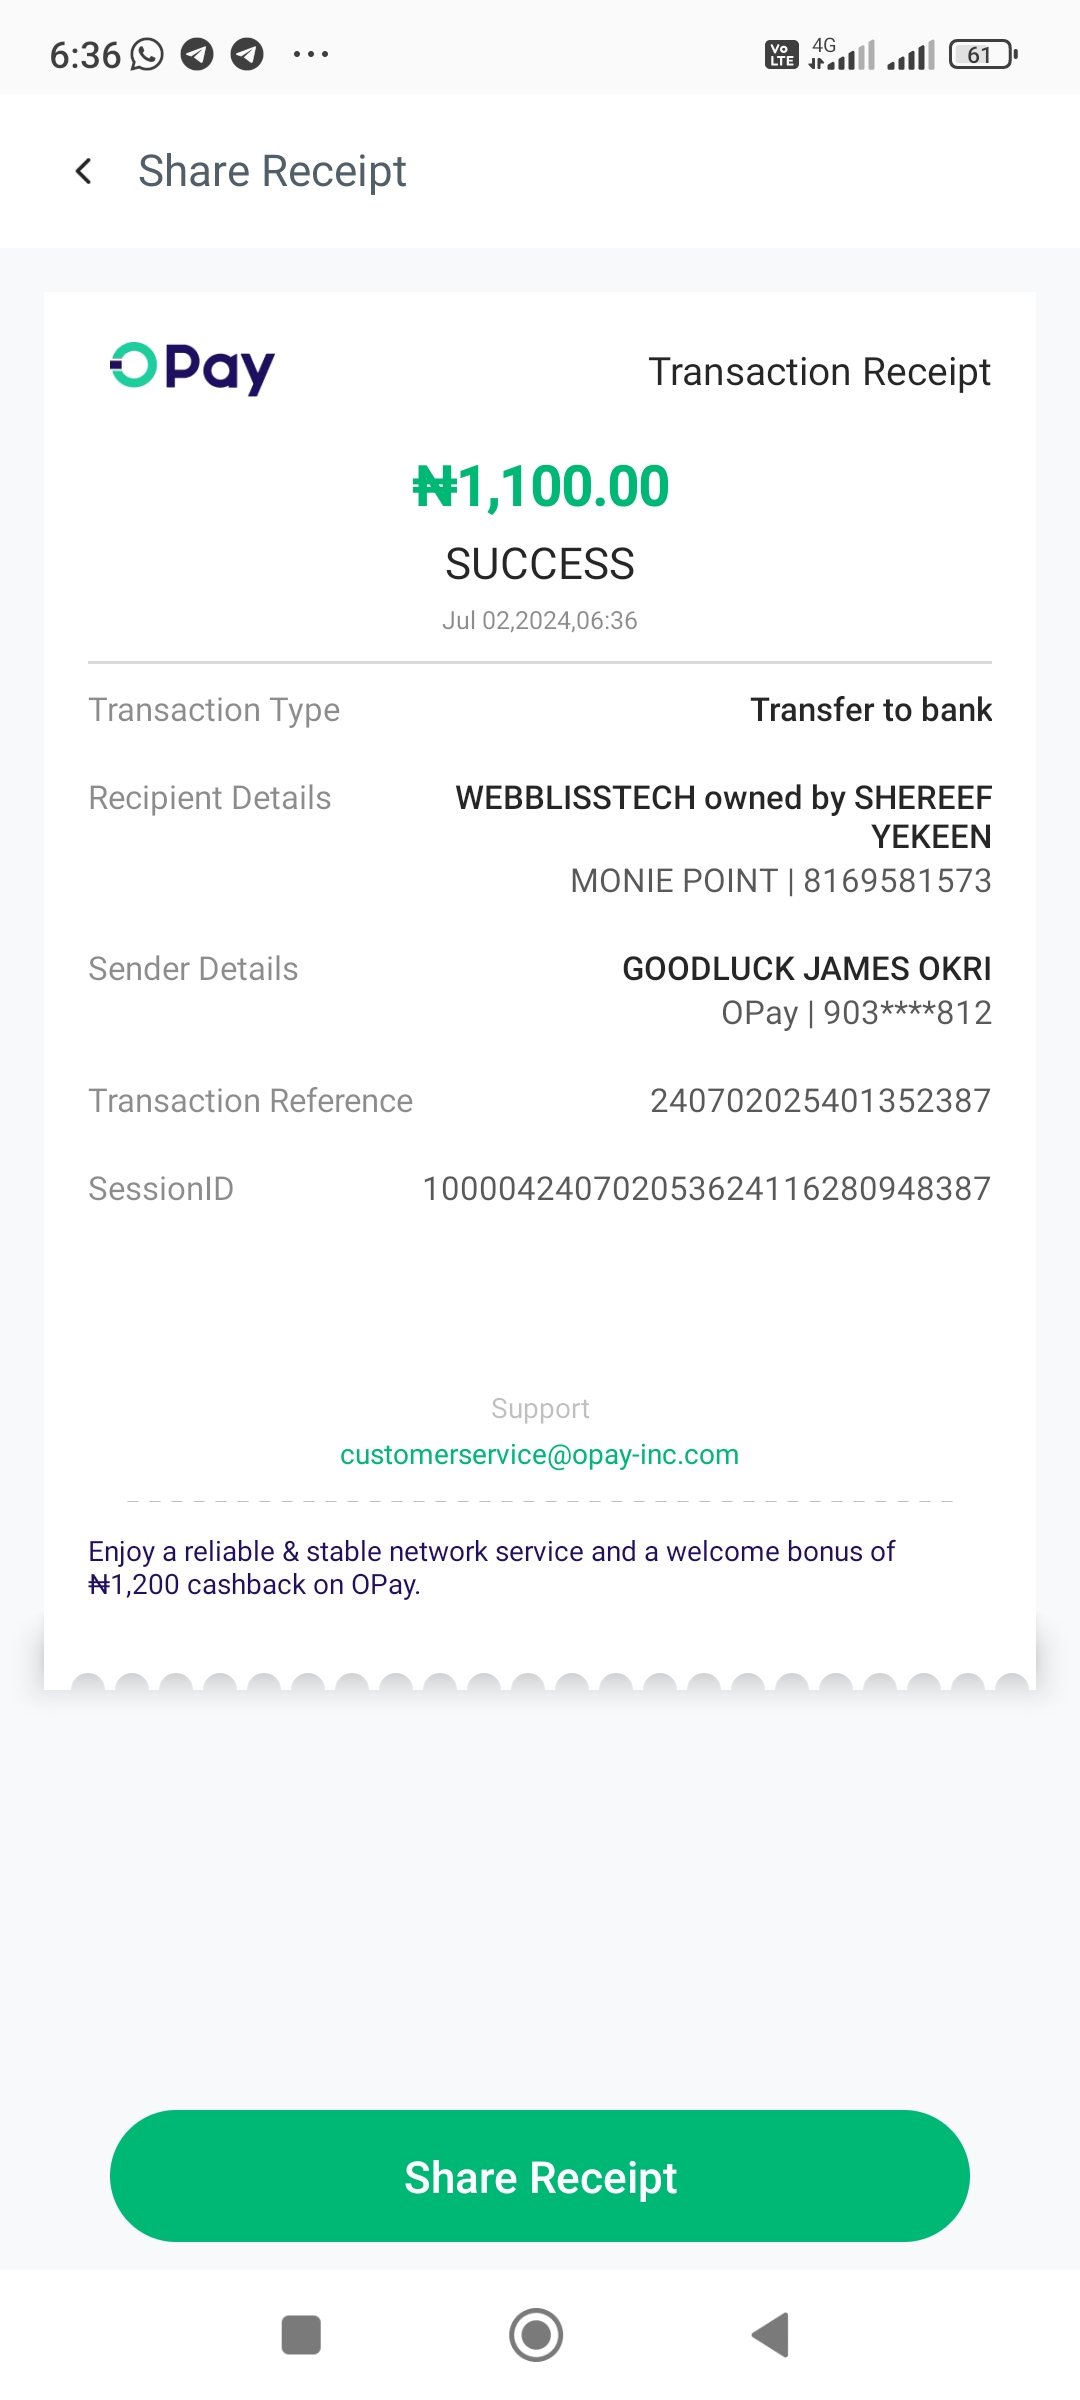 6:36
Vo LTE 4G 61
Share Receipt
OPay
Transaction Receipt
₦1,100.00
SUCCESS
Jul 02,2024,06:36
Transaction Type Transfer to bank
Recipient Details WEBBLISSTECH owned by SHEREEF
YEKEEN
MONIE POINT | 8169581573
Sender Details GOODLUCK JAMES OKRI
OPay | 903****812
Transaction Reference 240702025401352387
SessionID 100004240702053624116280948387
Support
customerservice@opay-inc.com
Enjoy a reliable & stable network service and a welcome bonus of
₦1,200 cashback on OPay.
Share Receipt